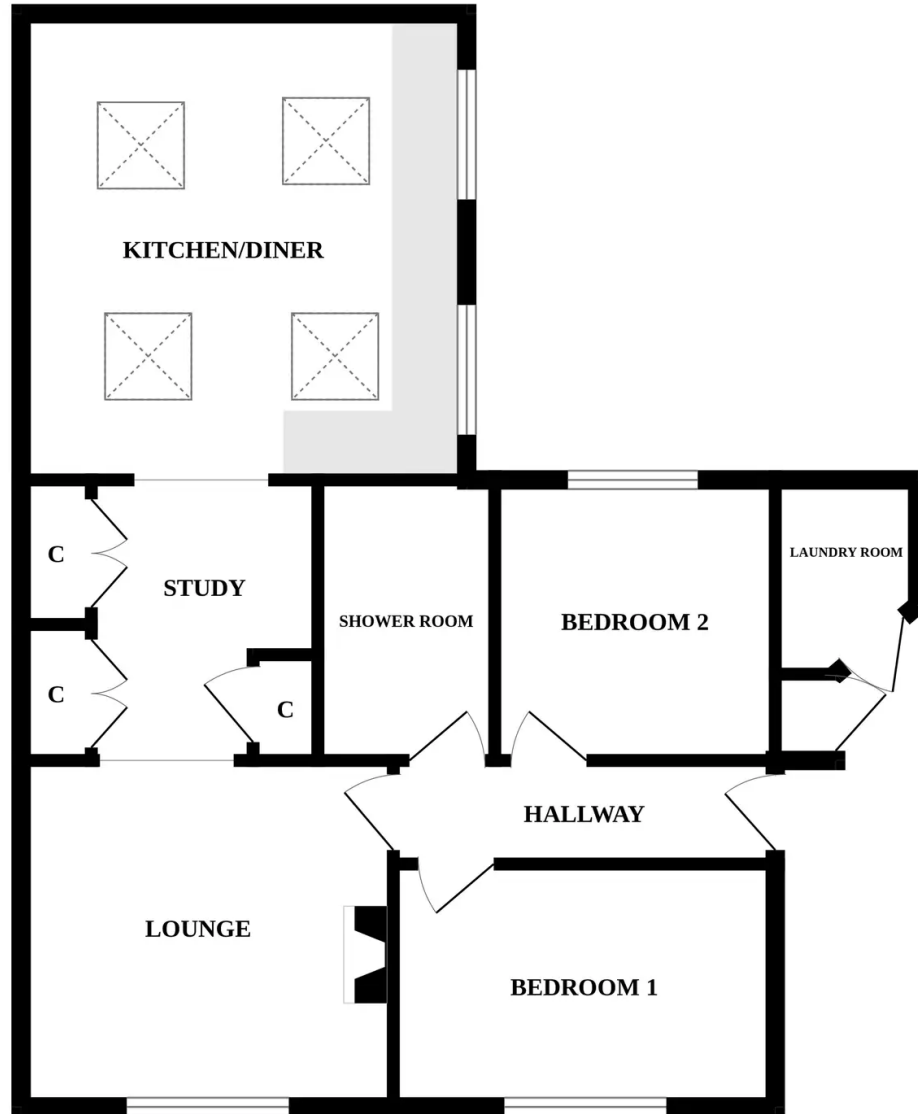 KITCHEN/DINER
C
STUDY
LAUNDRY ROOM
SHOWER ROOM
BEDROOM 2
C
C
HALLWAY
LOUNGE
BEDROOM 1